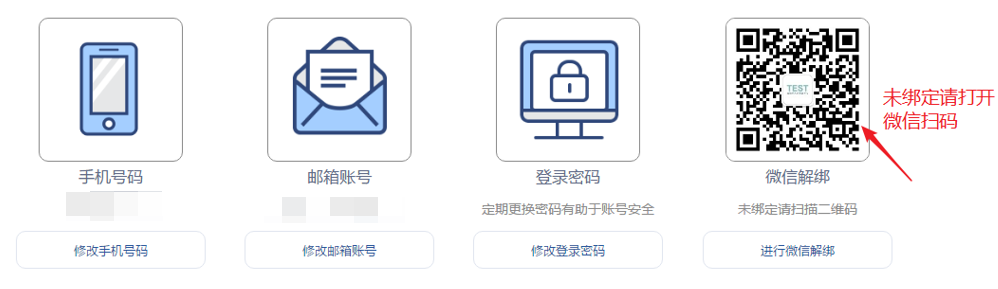 TEST
未绑定请打开
微信扫码
手机号码
邮箱账号
登录密码
微信解绑
定期更换密码有助于账号安全
未绑定请扫描二维码
修改手机号码
修改邮箱账号
修改登录密码
进行微信解绑